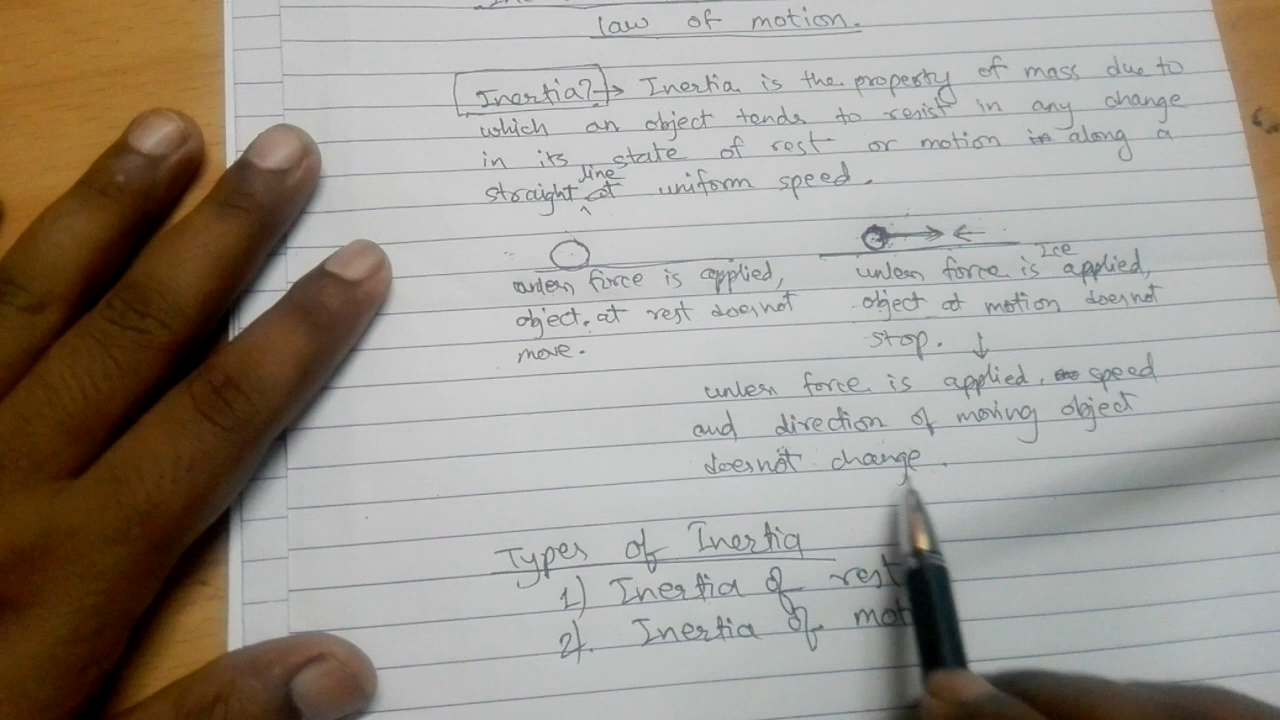 law of motion.
Inertia? → Inertia is the property of mass due to
which an object tends to resist in any change
in its state of rest or motion along a
straight line at uniform speed.
Ice
unless force is applied,
object at rest does not
move.
unless force is applied,
object at motion does not
stop. ↓
unless force is applied, speed
and direction of moving object
does not change.
Types of Inertia
1) Inertia of rest
2). Inertia of mot